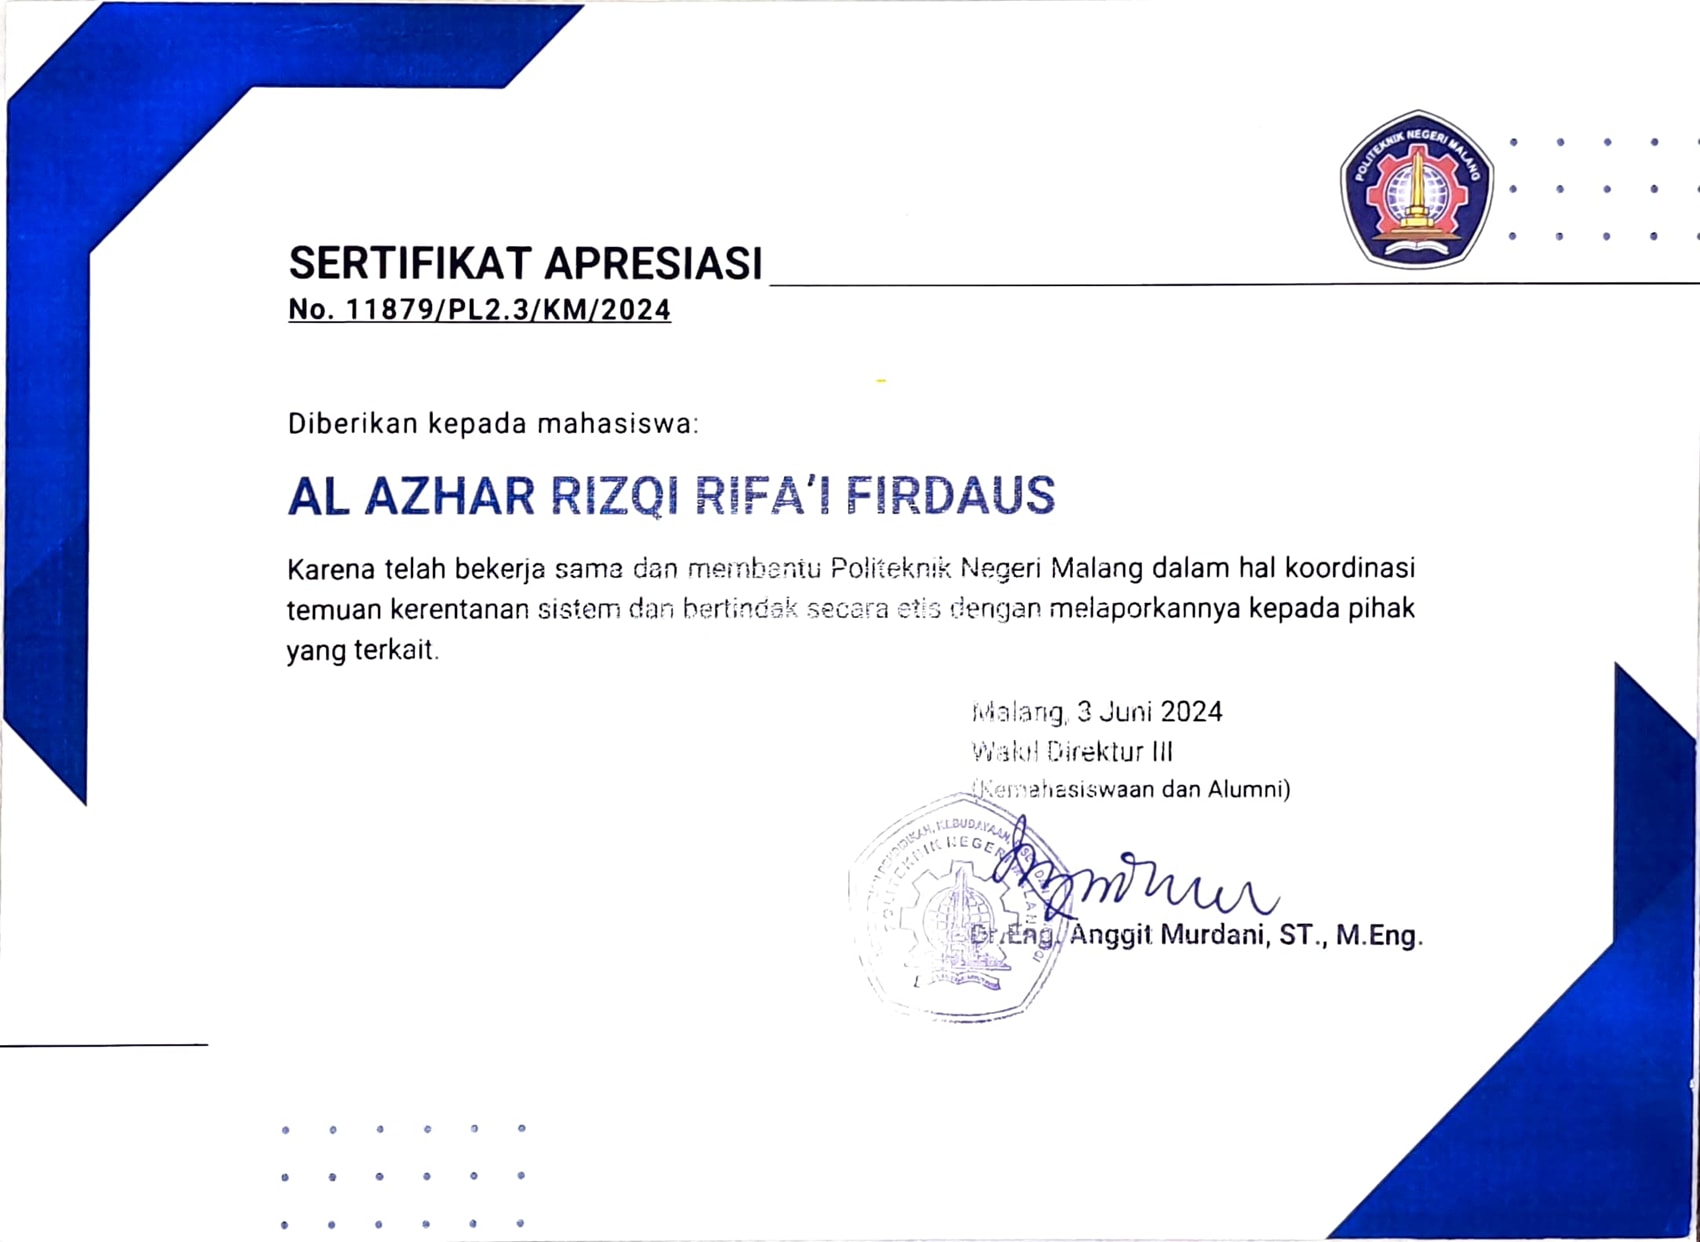 POLITEKNIK NEGERI MALANG
SERTIFIKAT APRESIASI
No. 11879/PL2.3/KM/2024
Diberikan kepada mahasiswa:
AL AZHAR RIZQI RIFA'I FIRDAUS
Karena telah bekerja sama dan membantu Politeknik Negeri Malang dalam hal koordinasi
temuan kerentanan sistem dan bertindak secara etis dengan melaporkannya kepada pihak
yang terkait.
Malang, 3 Juni 2024
Wakil Direktur III
(Kemahasiswaan dan Alumni)
PENDIDIKAN, KEBUDAYAAN,
POLITEKNIK NEGERI MALANG
Dr.Eng. Anggit Murdani, ST., M.Eng.